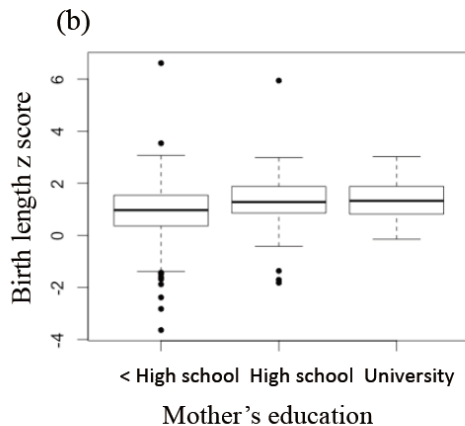 (b)
Birth length z score
6
4
2
0
-2
-4
< High school High school University
Mother's education